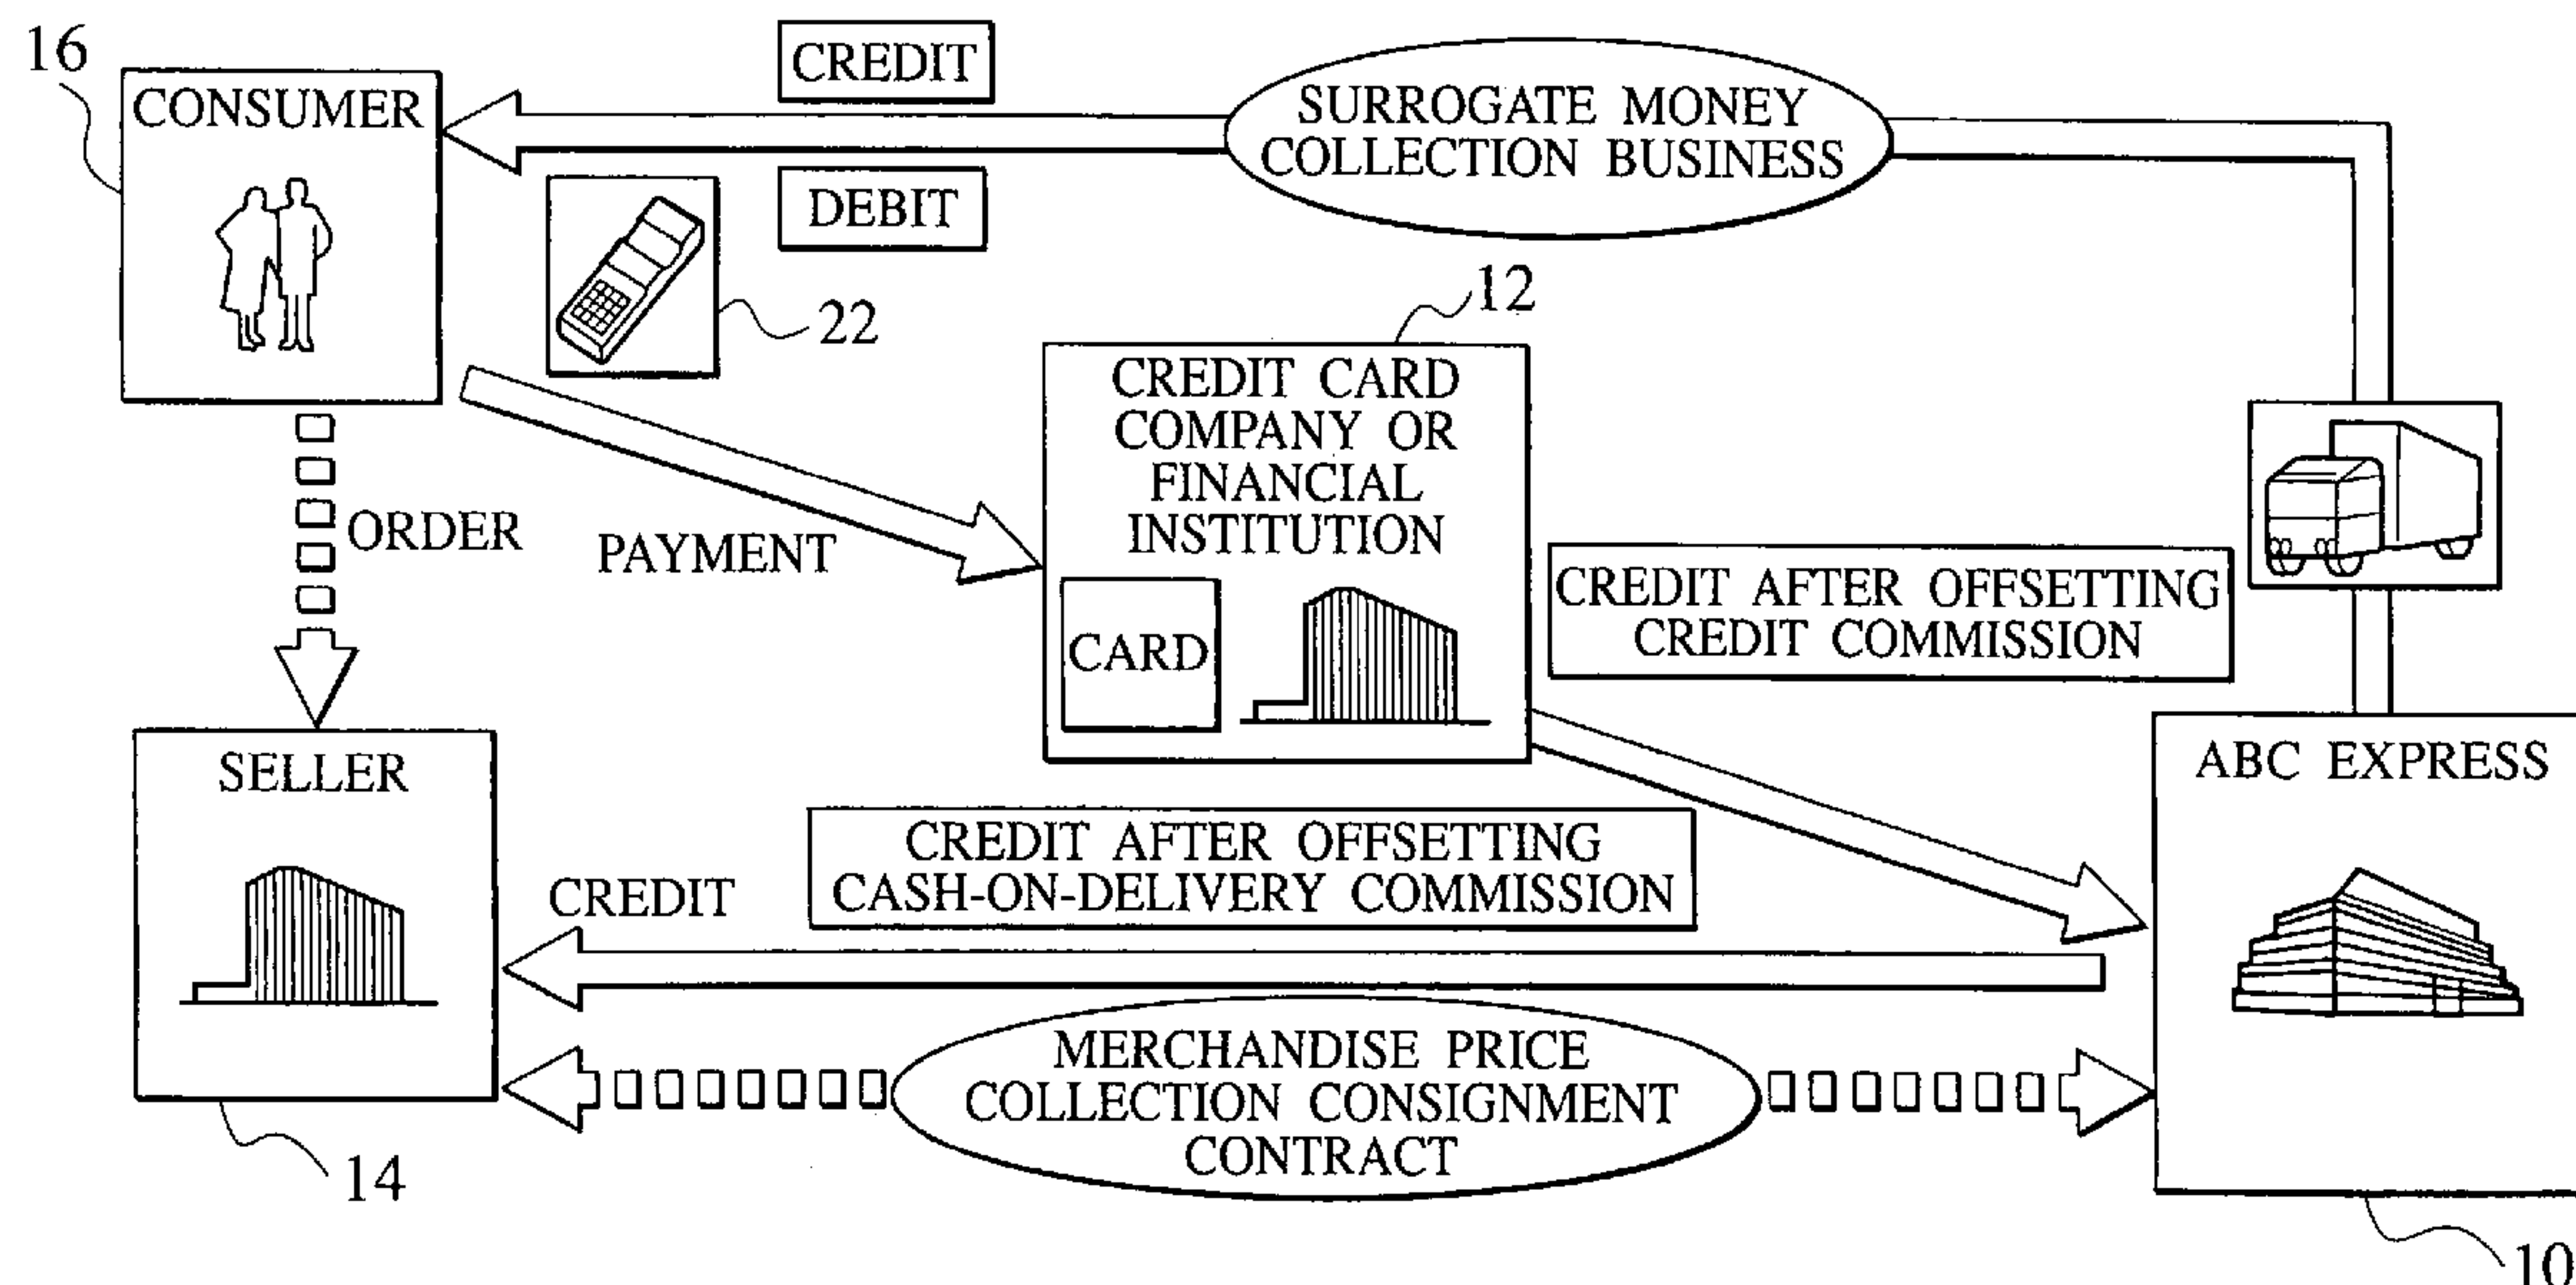 16
CONSUMER
CREDIT
DEBIT
SURROGATE MONEY
COLLECTION BUSINESS
22
12
CREDIT CARD
COMPANY OR
FINANCIAL
INSTITUTION
CARD
ORDER
PAYMENT
CREDIT AFTER OFFSETTING
CREDIT COMMISSION
SELLER
ABC EXPRESS
CREDIT AFTER OFFSETTING
CASH-ON-DELIVERY COMMISSION
CREDIT
MERCHANDISE PRICE
COLLECTION CONSIGNMENT
CONTRACT
14
10